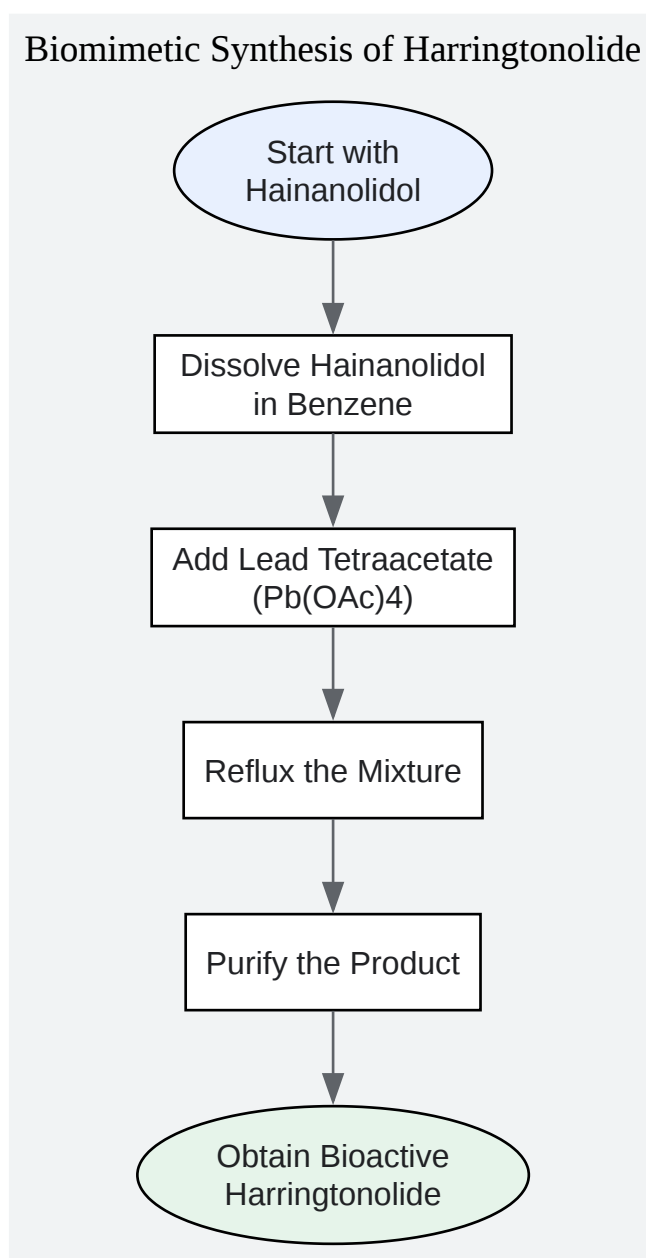 Biomimetic Synthesis of Harringtonolide
Start with
Hainanolidol
Dissolve Hainanolidol
in Benzene
Add Lead Tetraacetate
(Pb(OAc)4)
Reflux the Mixture
Purify the Product
Obtain Bioactive
Harringtonolide